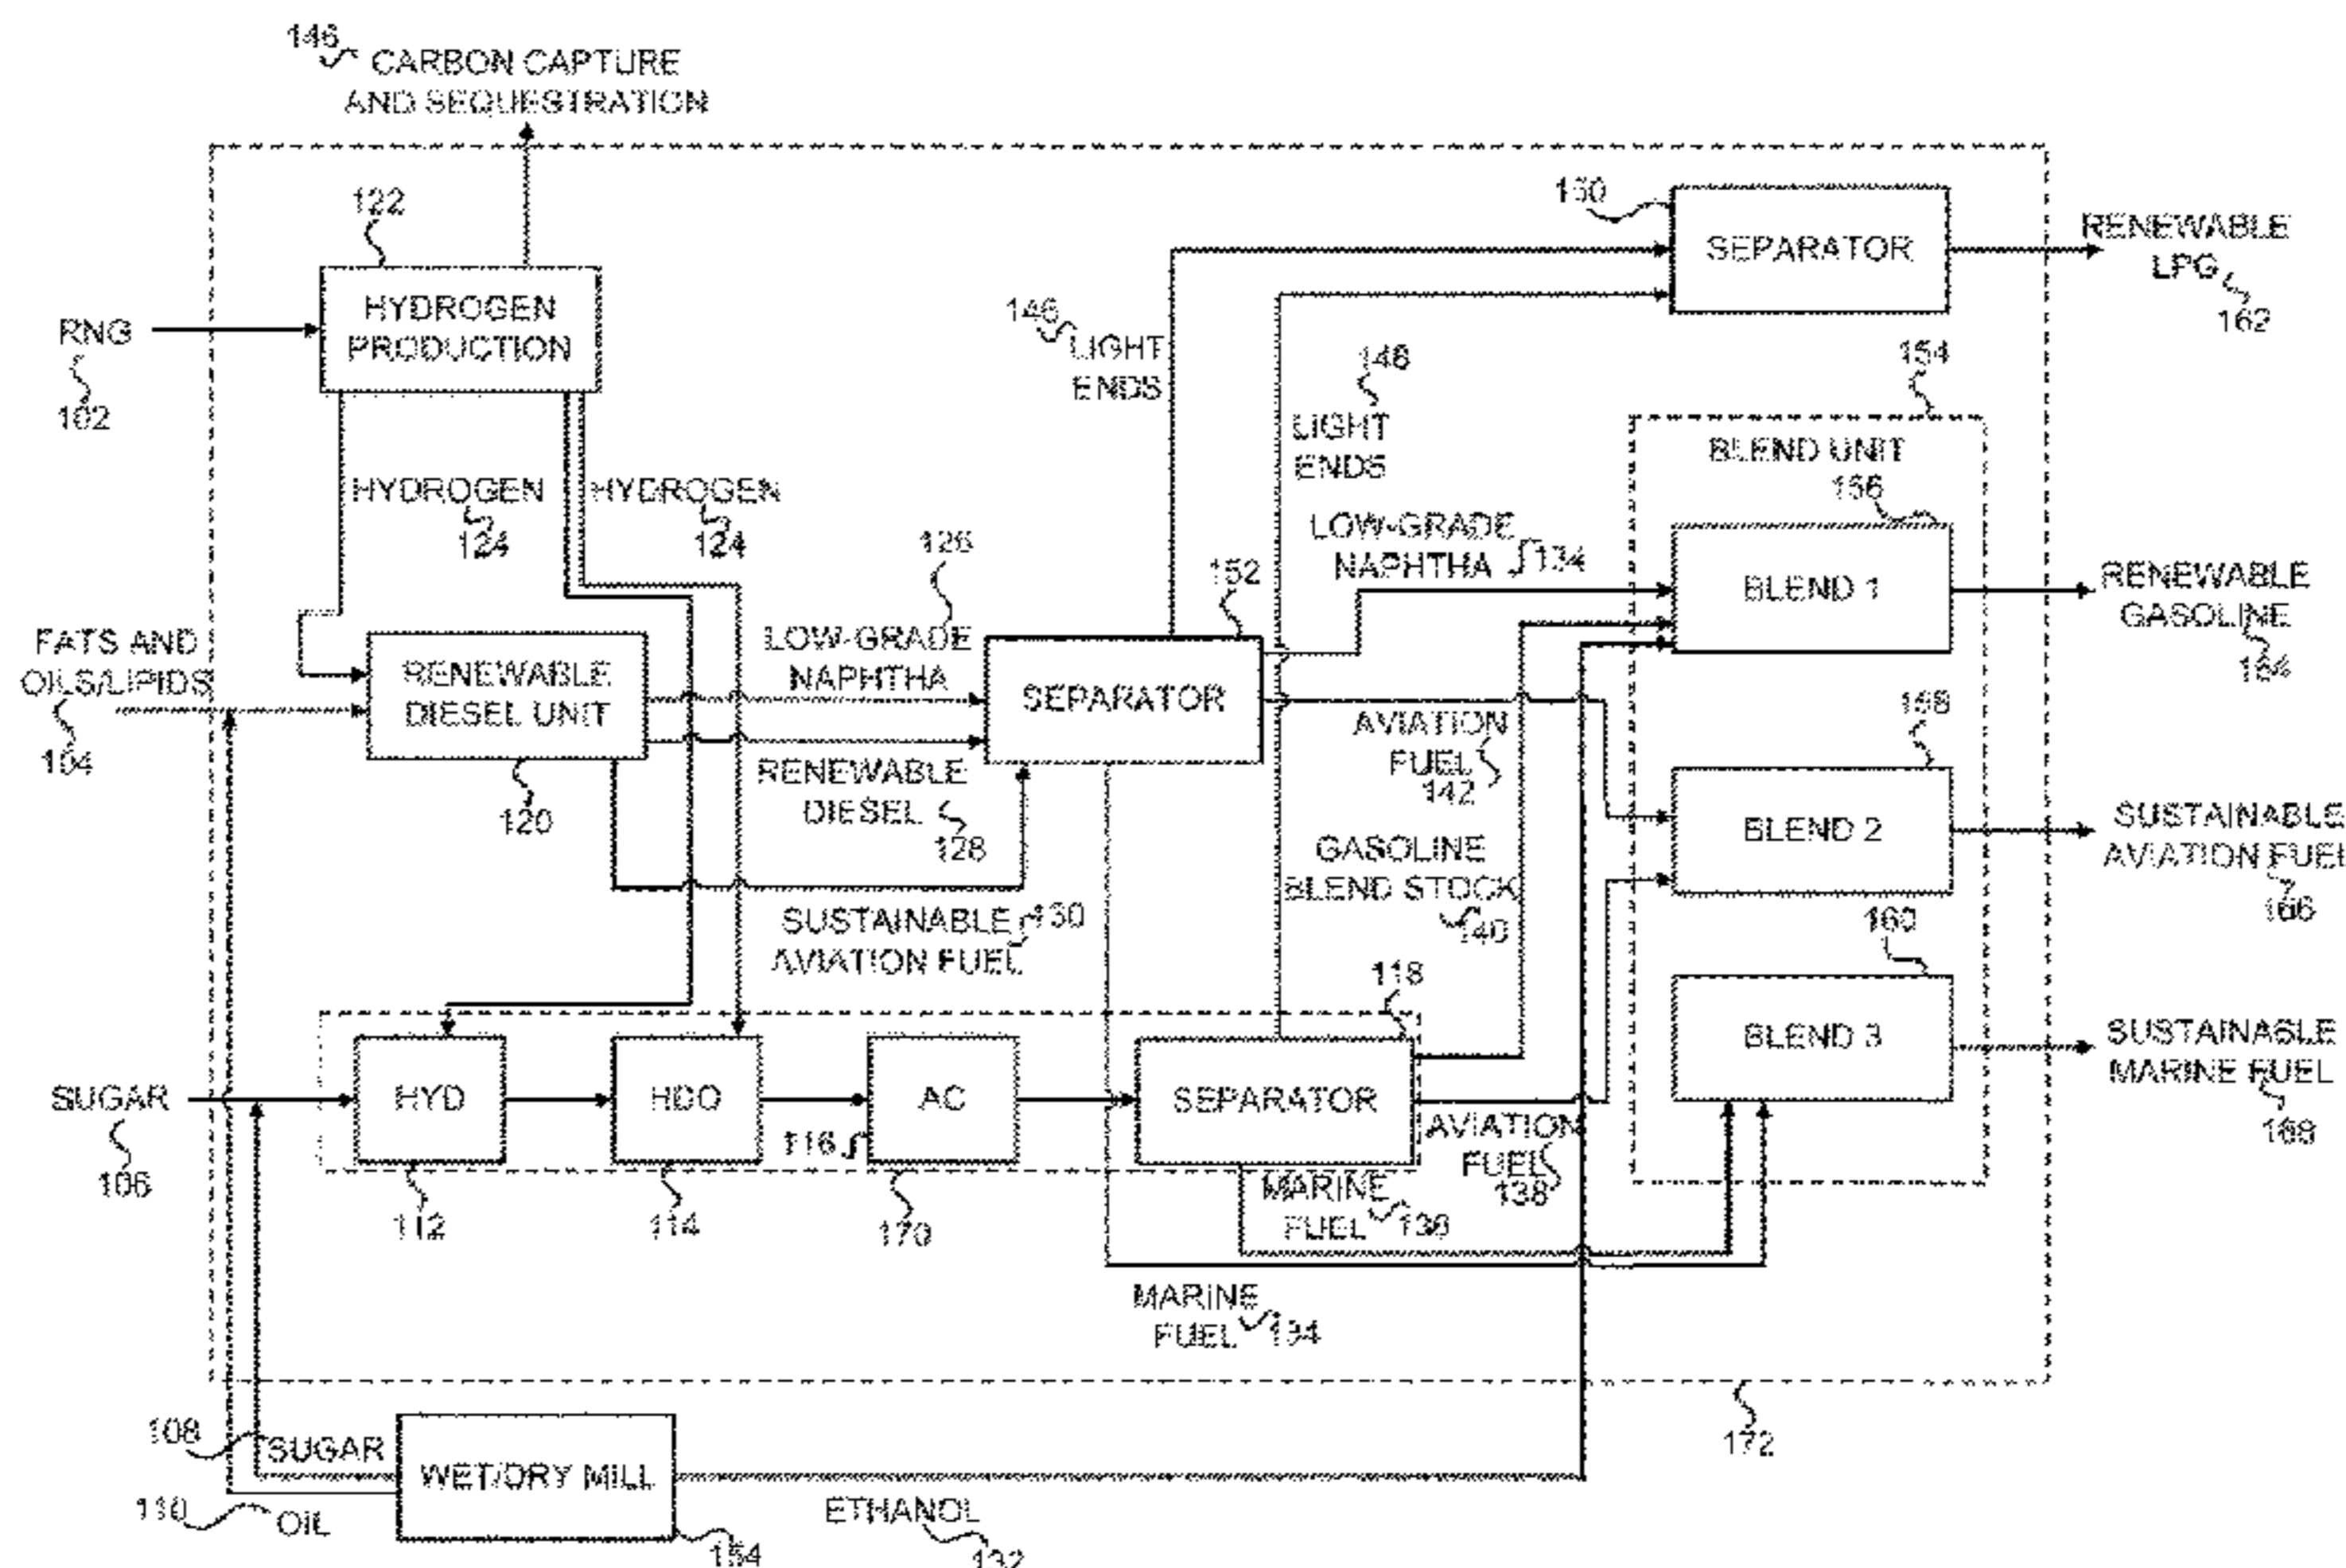 146
CARBON CAPTURE
AND SEQUESTRATION
122
HYDROGEN
PRODUCTION
RNG
102
150
SEPARATOR
RENEWABLE
LPG
162
146
LIGHT
ENDS
146
LIGHT
ENDS
154
BLEND UNIT
156
BLEND 1
RENEWABLE
GASOLINE
164
HYDROGEN
124
HYDROGEN
124
126
LOW-GRADE
NAPHTHA
152
SEPARATOR
LOW-GRADE
NAPHTHA
134
FATS AND
OILS/LIPIDS
104
RENEWABLE
DIESEL UNIT
120
RENEWABLE
DIESEL
128
AVIATION
FUEL
142
158
BLEND 2
SUSTAINABLE
AVIATION FUEL
166
GASOLINE
BLEND STOCK
140
SUSTAINABLE
AVIATION FUEL
130
118
160
BLEND 3
SUSTAINABLE
MARINE FUEL
168
SUGAR
106
HYD
112
HDO
114
AC
116
170
SEPARATOR
AVIATION
FUEL
138
MARINE
FUEL
136
MARINE
FUEL
134
172
108
SUGAR
110
OIL
WET/DRY MILL
154
ETHANOL
132